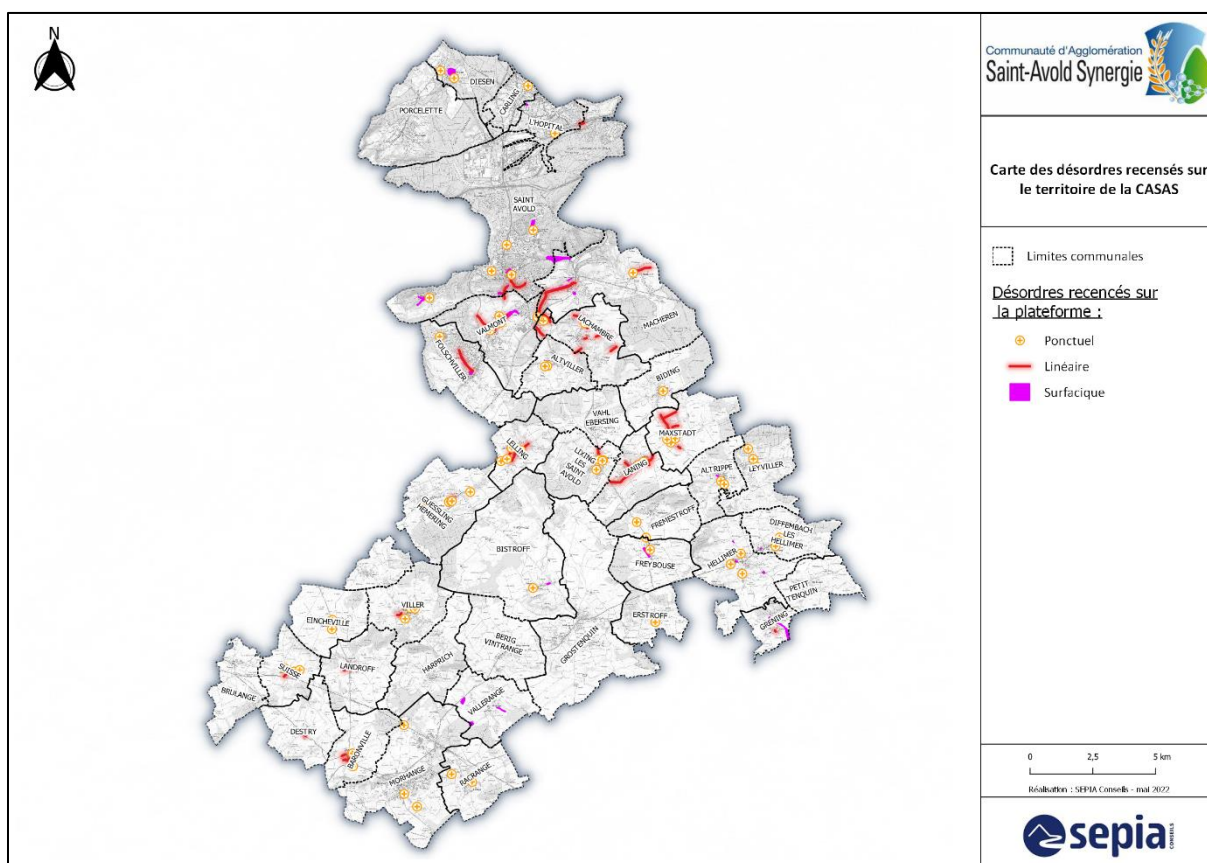 N
Communauté d'Agglomération
Saint-Avold Synergie
Carte des désordres recensés sur
le territoire de la CASAS
Limites communales
Désordres recencés sur
la plateforme :
Ponctuel
Linéaire
Surfacique
DIESEN
CARLING
PORCELETTE
L'HOPITAL
SAINT
AVOLD
MACHEREN
VALMONT
LACHAMBRE
FOLSCHVILLER
ALTVILLER
BIDING
VAHL
EBERSING
MAXSTADT
LELLING
LIXING
LES
SAINT
AVOLD
LANING
ALTRIPPE
LEYVILLER
GUESSLING
HEMERING
FREMESTROFF
DIFFEMBACH
LES
HELLIMER
BISTROFF
FREYBOUSE
HELLIMER
PETIT
TENQUIN
VILLER
ERSTROFF
GRENING
EINCHEVILLE
BERIG
VINTRANGE
GROSTENQUIN
SUISSE
LANDROFF
HARPRICH
BRULANGE
VALLERANGE
DESTRY
BARONVILLE
MORHANGE
RACRANGE
0 2,5 5 km
Réalisation : SEPIA Conseils - mai 2022
sepia
CONSEILS